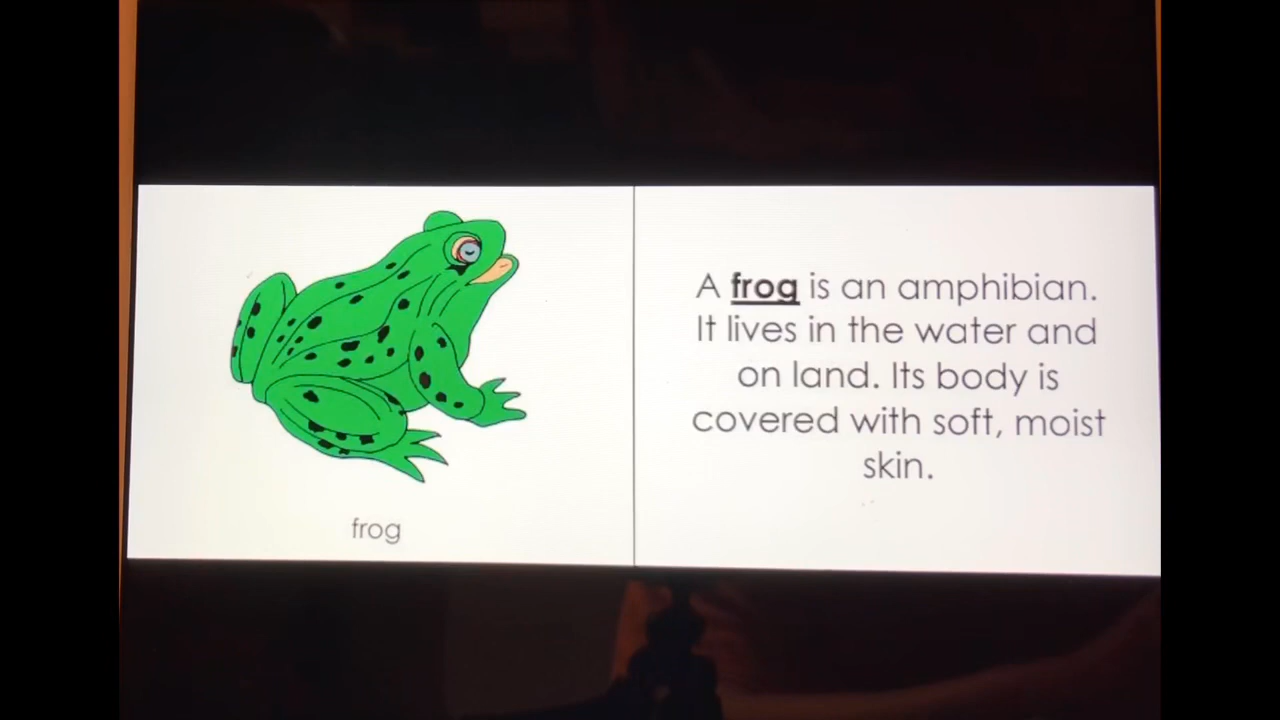 frog
A frog is an amphibian.
It lives in the water and
on land. Its body is
covered with soft, moist
skin.